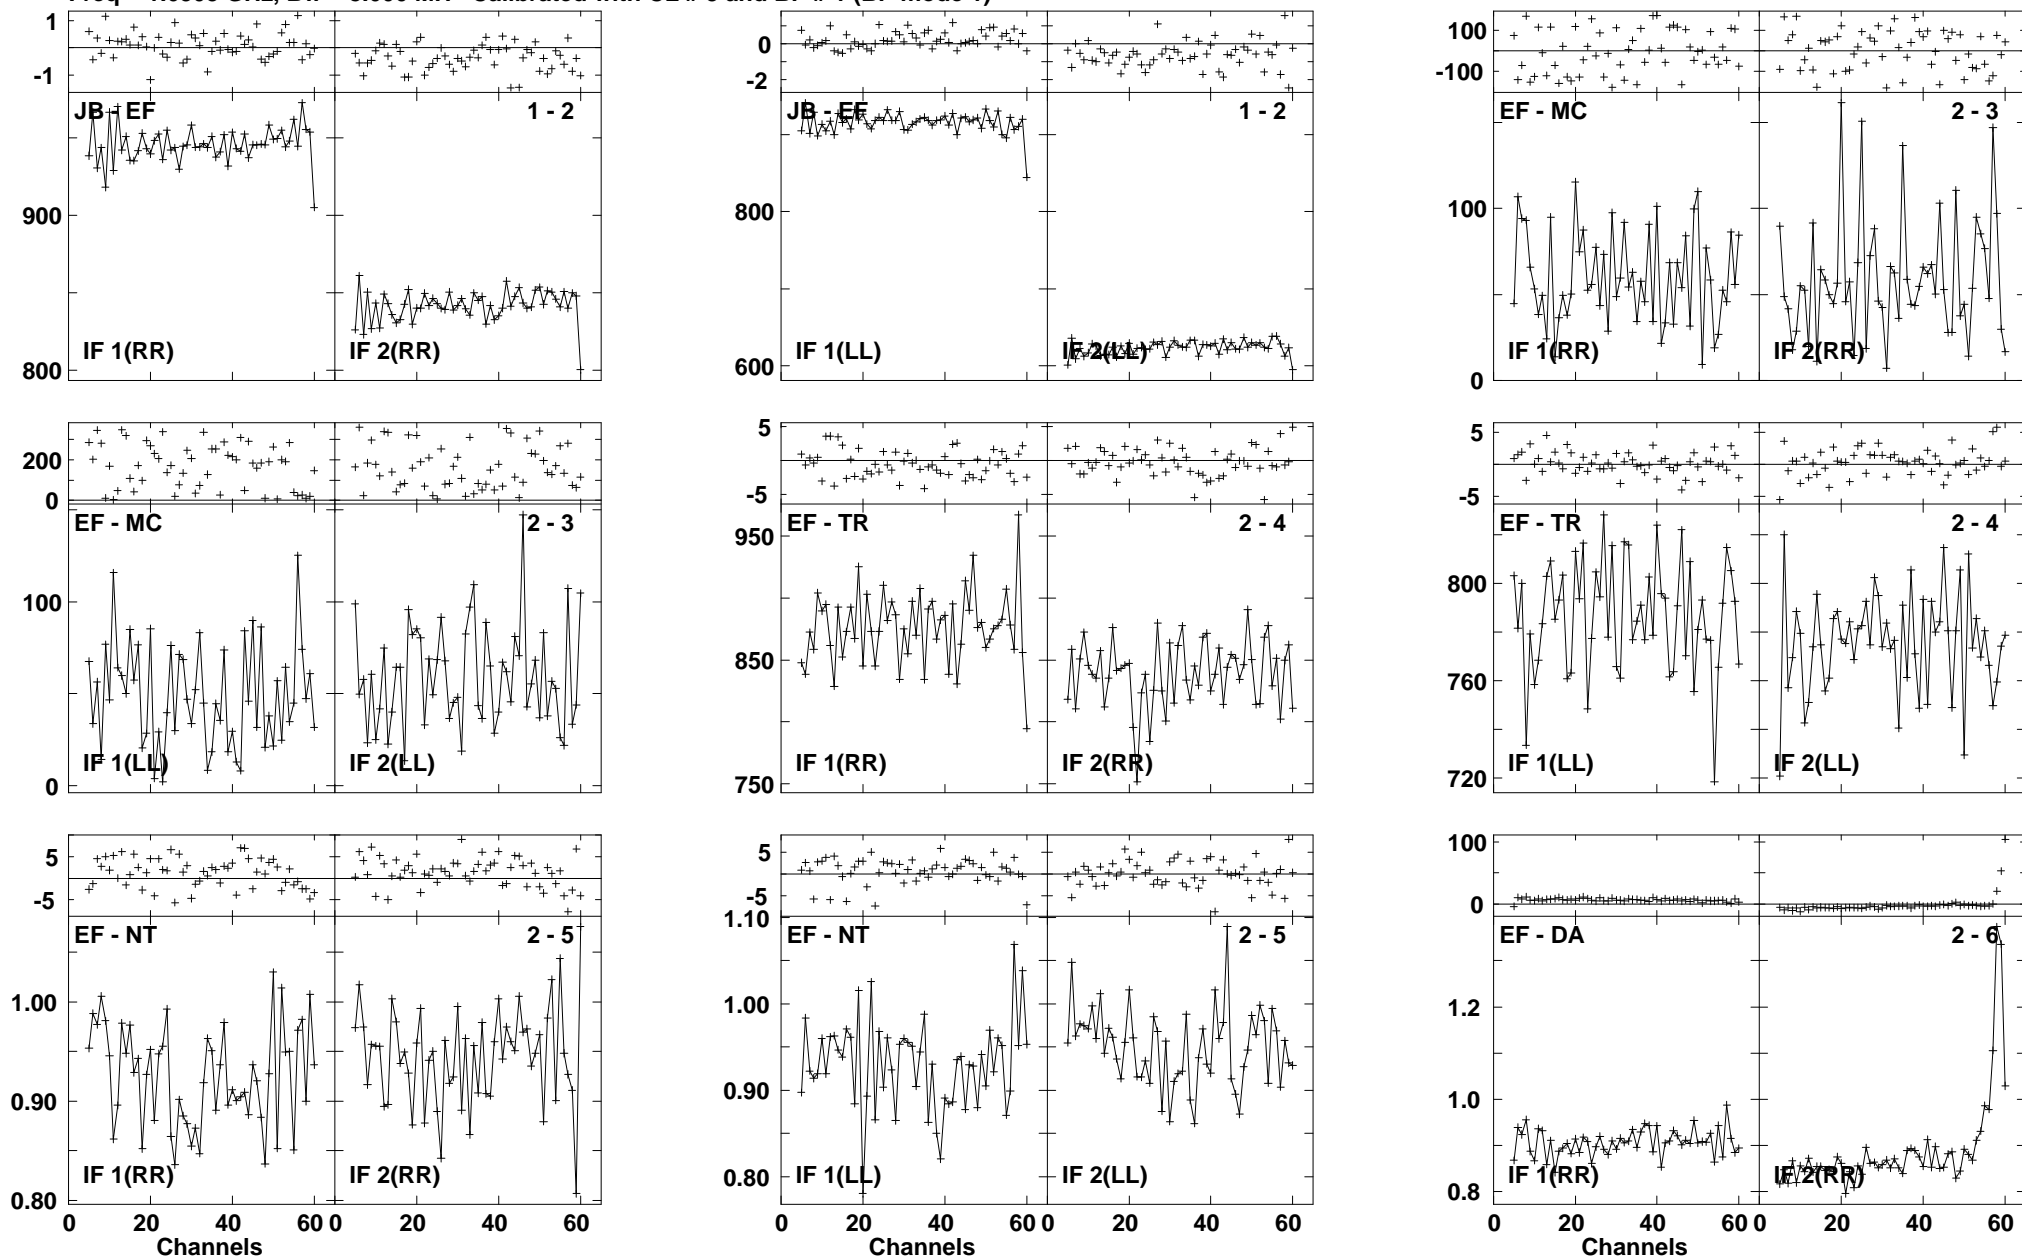 1
-1
JB - EF
1 - 2
900
800
IF 1(RR)
IF 2(RR)
0
-2
JB - EF
1 - 2
800
600
IF 1(LL)
IF 2(LL)
100
-100
EF - MC
2 - 3
100
0
IF 1(RR)
IF 2(RR)
200
0
EF - MC
2 - 3
100
0
IF 1(LL)
IF 2(LL)
5
-5
EF - TR
2 - 4
950
850
750
IF 1(RR)
IF 2(RR)
5
-5
EF - TR
2 - 4
800
760
720
IF 1(LL)
IF 2(LL)
5
-5
EF - NT
2 - 5
1.00
0.90
0.80
IF 1(RR)
IF 2(RR)
0 20 40 60 0 20 40 60
Channels
5
-5
1.10
EF - NT
2 - 5
1.00
0.90
0.80
IF 1(LL)
IF 2(LL)
0 20 40 60 0 20 40 60
Channels
100
0
EF - DA
2 - 6
1.2
1.0
0.8
IF 1(RR)
IF 2(RR)
0 20 40 60 0 20 40 60
Channels